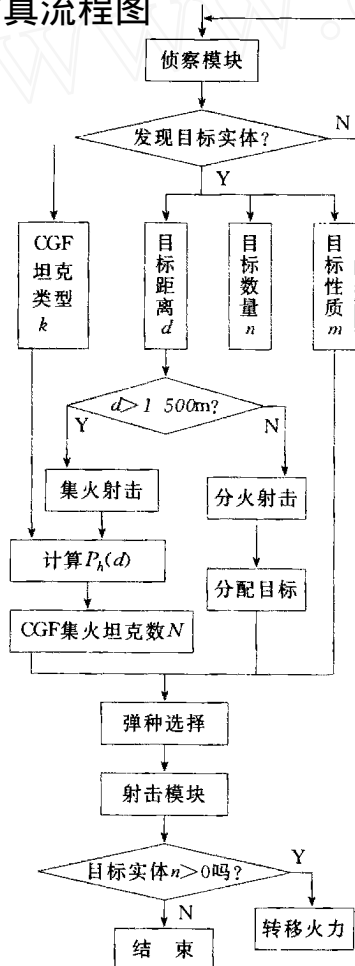 真流程图
侦察模块
发现目标实体?
N
Y
CGF
坦克
类型
k
目标距离d
目标数量n
目标性质m
d>1 500m?
Y
N
集火射击
分火射击
计算Pₕ(d)
分配目标
CGF集火坦克数N
弹种选择
射击模块
目标实体n>0吗?
Y
N
转移火力
结 束